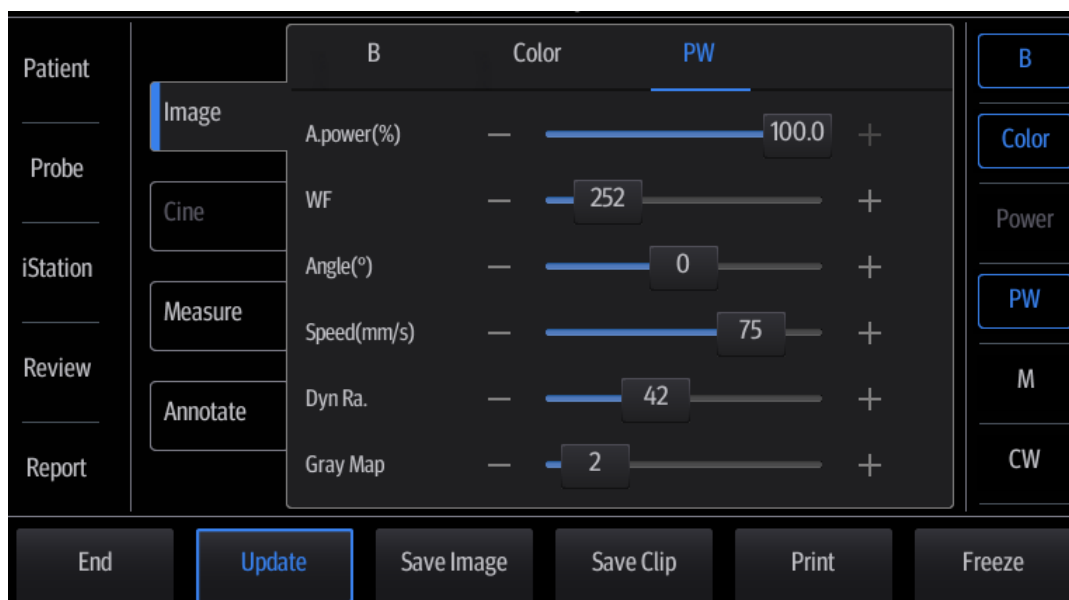 Patient
Probe
iStation
Review
Report
Image
Cine
Measure
Annotate
B Color PW
A.power(%) — 100.0 +
WF — 252 +
Angle(°) — 0 +
Speed(mm/s) — 75 +
Dyn Ra. — 42 +
Gray Map — 2 +
B
Color
Power
PW
M
CW
End Update Save Image Save Clip Print Freeze